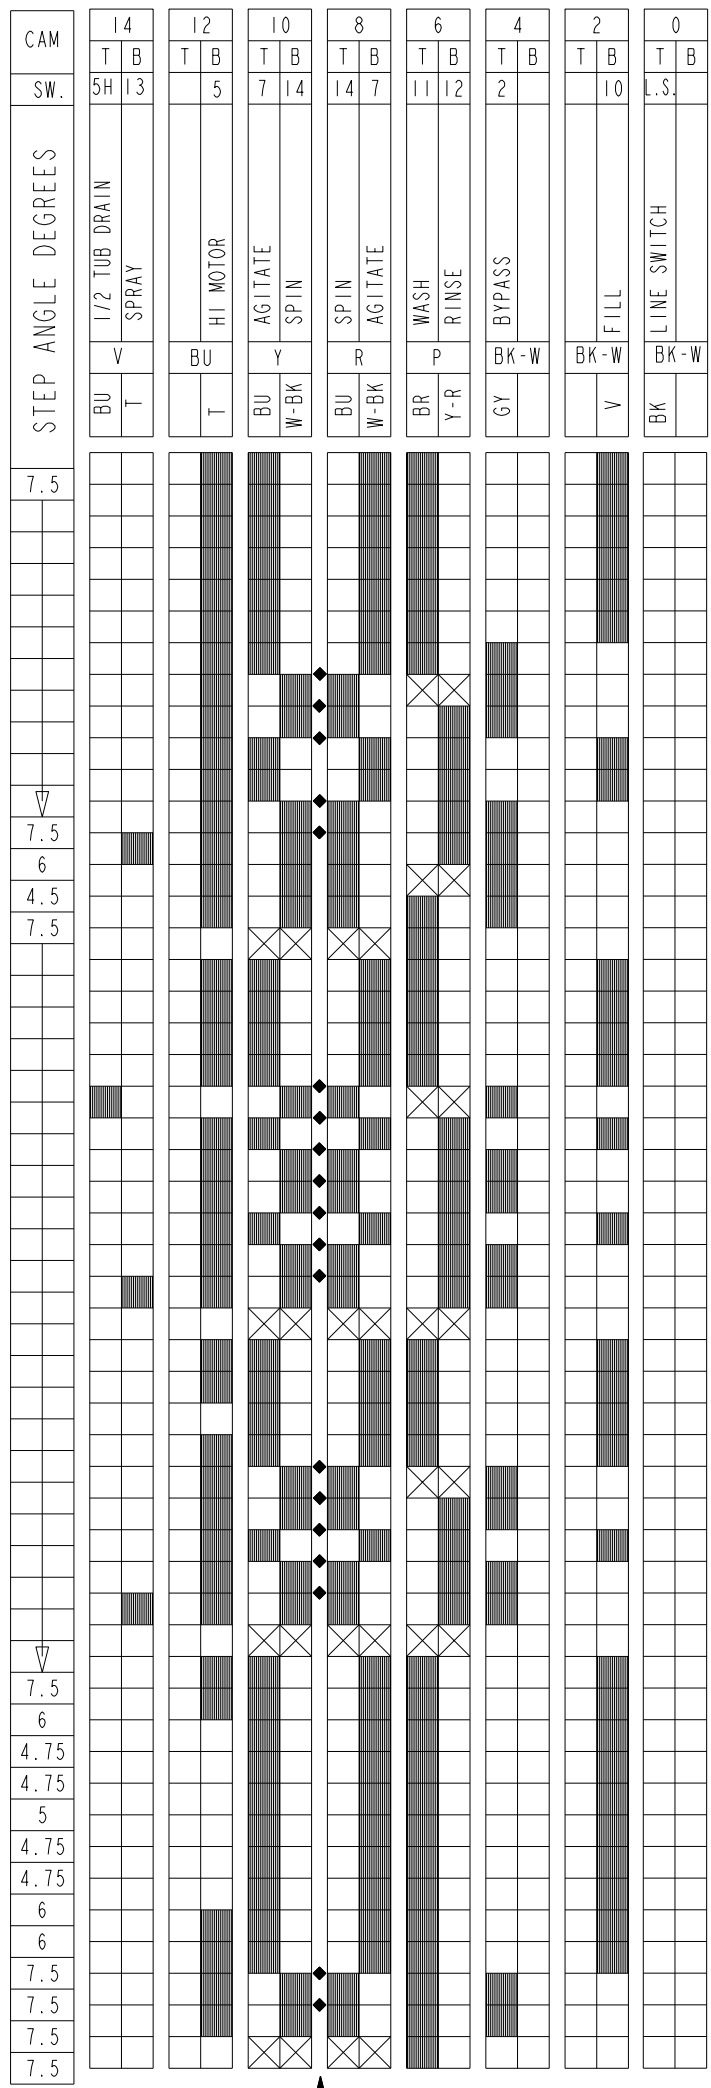 CAM 14 12 10 8 6 4 2 0
T B T B T B T B T B T B T B T B
SW. 5H 13 5 7 14 14 7 11 12 2 10 L.S.
STEP ANGLE DEGREES
1/2 TUB DRAIN
SPRAY
HI MOTOR
AGITATE
SPIN
SPIN
AGITATE
WASH
RINSE
BYPASS
FILL
LINE SWITCH
V BU Y R P BK-W BK-W BK-W
BU T T BU W-BK BU W-BK BR Y-R GY V BK
7.5
7.5
6
4.5
7.5
7.5
6
4.75
4.75
5
4.75
4.75
6
6
7.5
7.5
7.5
7.5